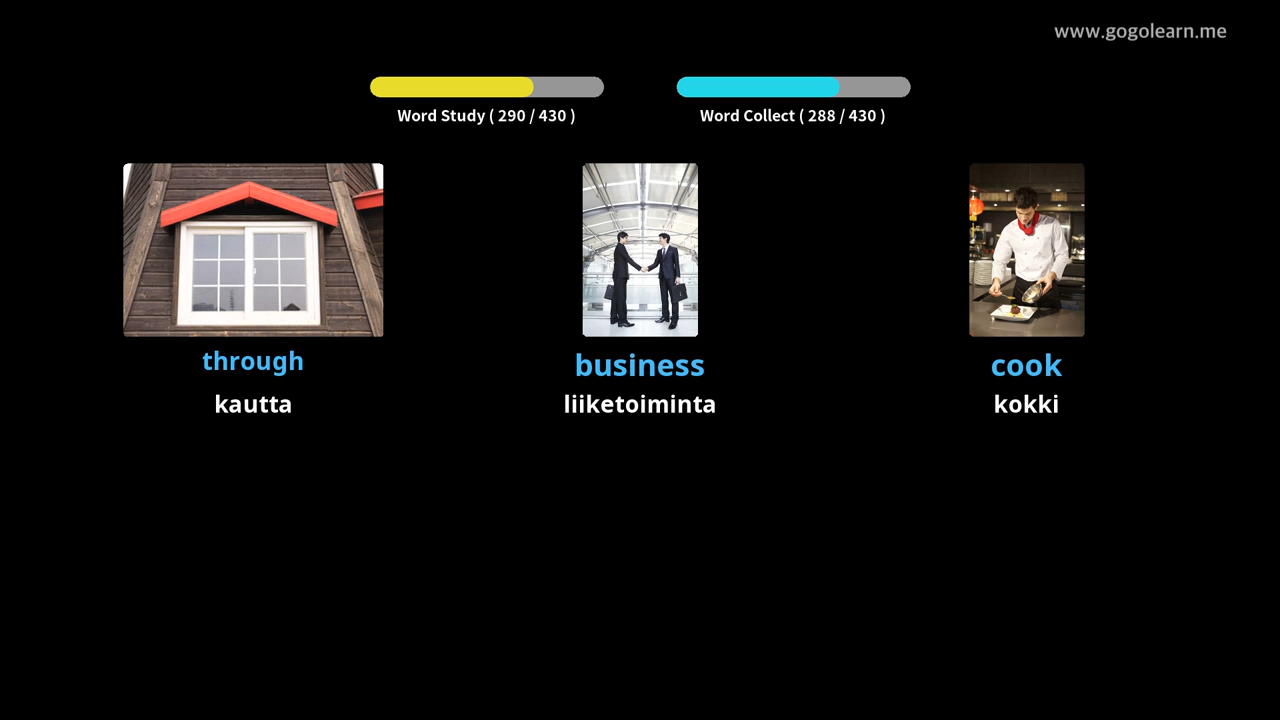 www.gogolearn.me
Word Study ( 290 / 430 )
Word Collect ( 288 / 430 )
through
business
cook
kautta
liiketoiminta
kokki